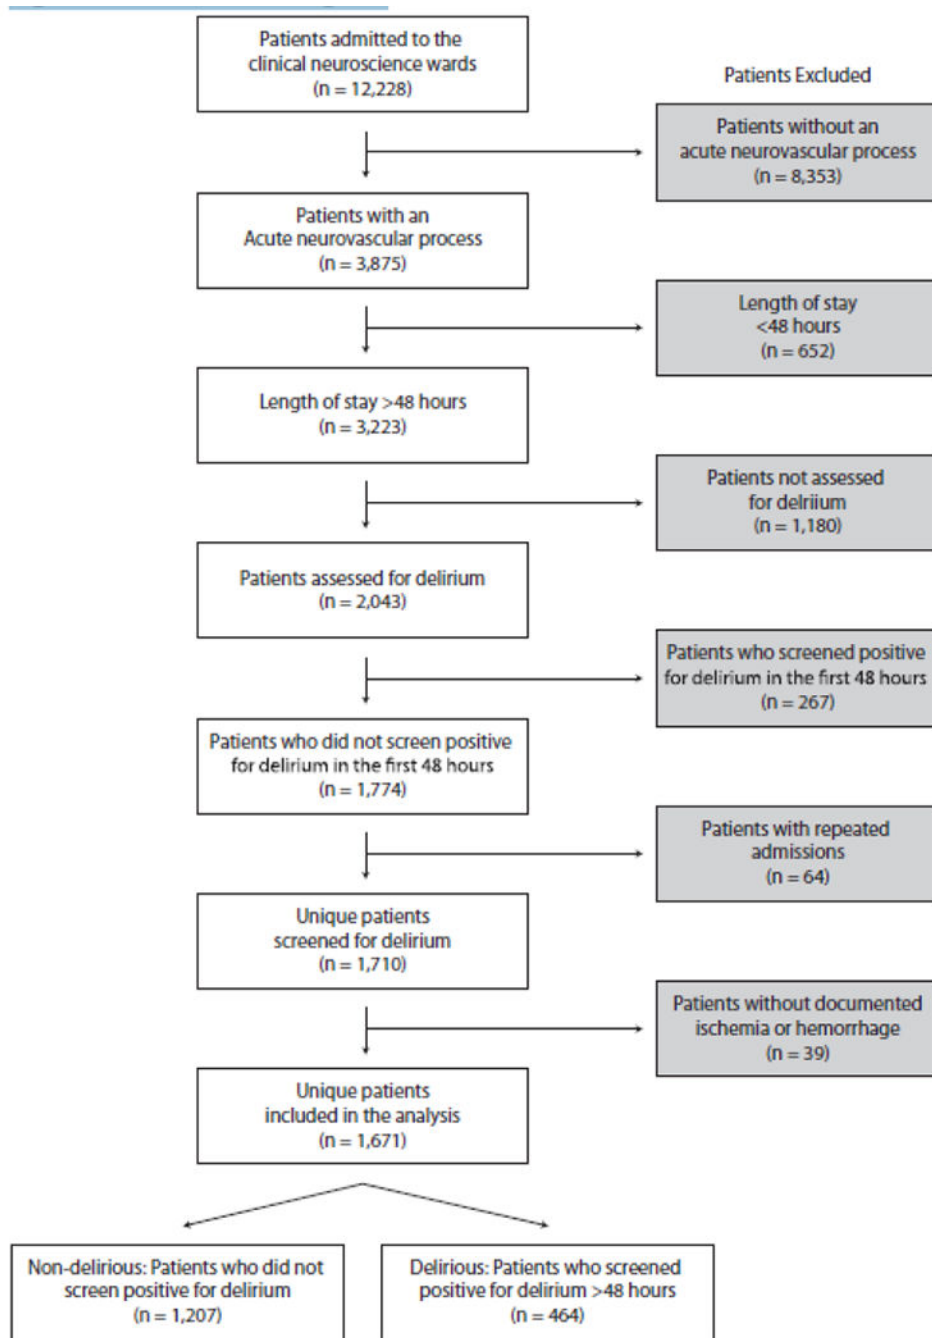 Patients admitted to the
clinical neuroscience wards
(n = 12,228)
Patients Excluded
Patients without an
acute neurovascular process
(n = 8,353)
Patients with an
Acute neurovascular process
(n = 3,875)
Length of stay
<48 hours
(n = 652)
Length of stay >48 hours
(n = 3,223)
Patients not assessed
for delriium
(n = 1,180)
Patients assessed for delirium
(n = 2,043)
Patients who screened positive
for delirium in the first 48 hours
(n = 267)
Patients who did not screen positive
for delirium in the first 48 hours
(n = 1,774)
Patients with repeated
admissions
(n = 64)
Unique patients
screened for delirium
(n = 1,710)
Patients without documented
ischemia or hemorrhage
(n = 39)
Unique patients
included in the analysis
(n = 1,671)
Non-delirious: Patients who did not
screen positive for delirium
(n = 1,207)
Delirious: Patients who screened
positive for delirium >48 hours
(n = 464)